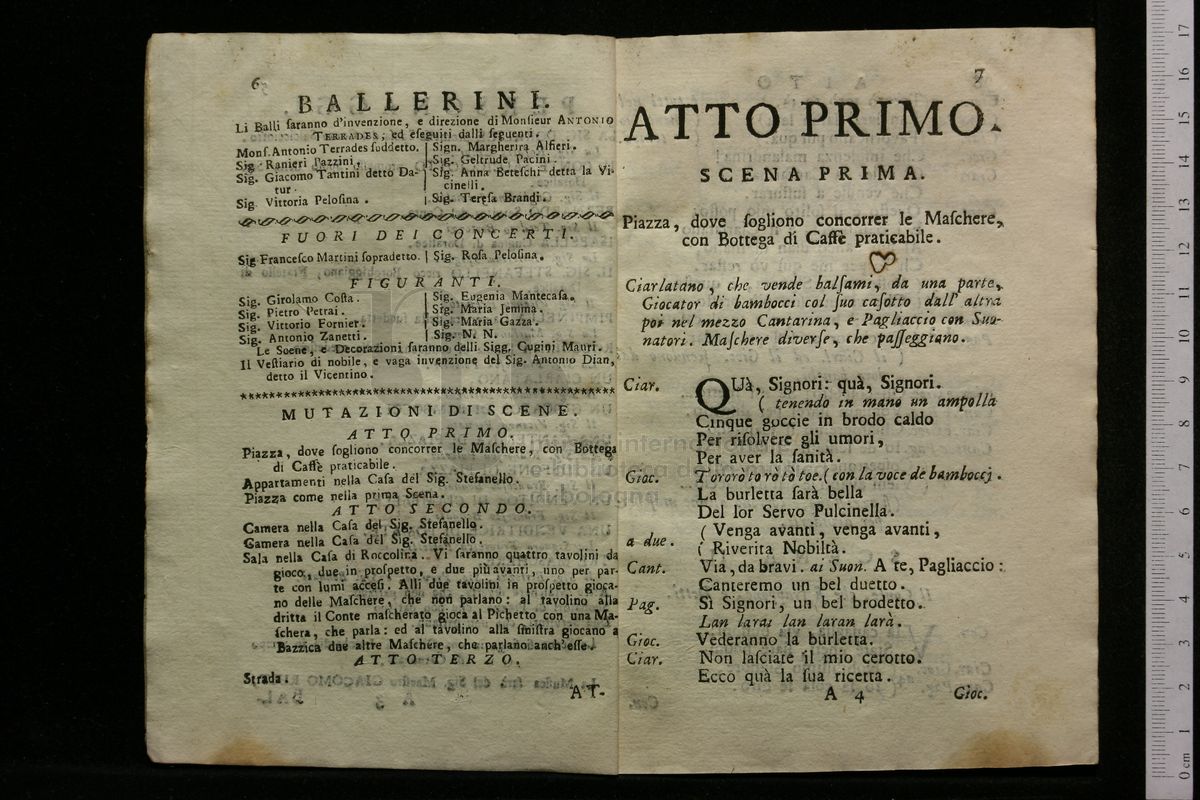 6
BALLERINI.
Li Balli ſaranno d'invenzione, e direzione di Monſieur ANTONIO
TERRADES; ed eſeguiti dalli ſeguenti.
Monſ. Antonio Terrades ſuddetto. | Sign. Margherira Alfieri.
Sig. Ranieri Pazzini. | Sig. Geltrude Pacini.
Sig. Giacomo Tantini detto Da- | Sig. Anna Beteſchi detta la Vi-
tur. | cinelli.
Sig. Vittoria Peloſina. | Sig. Tereſa Brandi.
FUORI DEI CONCERTI.
Sig Franceſco Martini ſopradetto. | Sig. Roſa Peloſina.
FIGURANTI.
Sig. Girolamo Coſta. | Sig. Eugenia Mantecaſa.
Sig. Pietro Petrai. | Sig. Maria Jemma.
Sig. Vittorio Fornier. | Sig. Maria Gazza.
Sig. Antonio Zanetti. | Sig. N. N.
Le Scene, e Decorazioni ſaranno delli Sigg. Cugini Mauri.
Il Veſtiario di nobile, e vaga invenzione del Sig. Antonio Dian,
detto il Vicentino.
MUTAZIONI DI SCENE.
ATTO PRIMO.
Piazza, dove ſogliono concorrer le Maſchere, con Bottega
di Caffè praticabile.
Appartamenti nella Caſa del Sig. Stefanello.
Piazza come nella prima Scena.
ATTO SECONDO.
Camera nella Caſa del Sig. Stefanello.
Camera nella Caſa del Sig. Stefanello.
Sala nella Caſa di Roccolina. Vi ſaranno quattro tavolini da
gioco, due in proſpetto, e due più avanti, uno per par-
te con lumi acceſi. Alli due tavolini in proſpetto gioca-
no delle Maſchere, che non parlano: al tavolino alla
dritta il Conte maſcherato gioca al Pichetto con una Ma-
ſchera, che parla: ed al tavolino alla ſiniſtra giocano a
Bazzica due altre Maſchere, che parlano anch'eſſe.
ATTO TERZO.
Strada.
AT-
7
ATTO PRIMO.
SCENA PRIMA.
Piazza, dove ſogliono concorrer le Maſchere,
con Bottega di Caffè praticabile.
Ciarlatano, che vende balſami, da una parte,
Giocator di bambocci col ſuo caſotto dall' altra
poi nel mezzo Cantarina, e Pagliaccio con Suo-
natori. Maſchere diverſe, che paſſeggiano.
Ciar. QUà, Signori: quà, Signori.
( tenendo in mano un ampolla
Cinque goccie in brodo caldo
Per riſolvere gli umori,
Per aver la ſanità.
Gioc. Tororò to rò tò toe. ( con la voce de bambocci.
La burletta ſarà bella
Del lor Servo Pulcinella.
a due. ( Venga avanti, venga avanti,
( Riverita Nobiltà.
Cant. Via, da bravi. ai Suon. A te, Pagliaccio:
Canteremo un bel duetto.
Pag. Sì Signori, un bel brodetto.
Lan lara: lan laran larà.
Gioc. Vederanno la burletta.
Ciar. Non laſciate il mio cerotto.
Ecco quà la ſua ricetta.
A 4 Gioc.